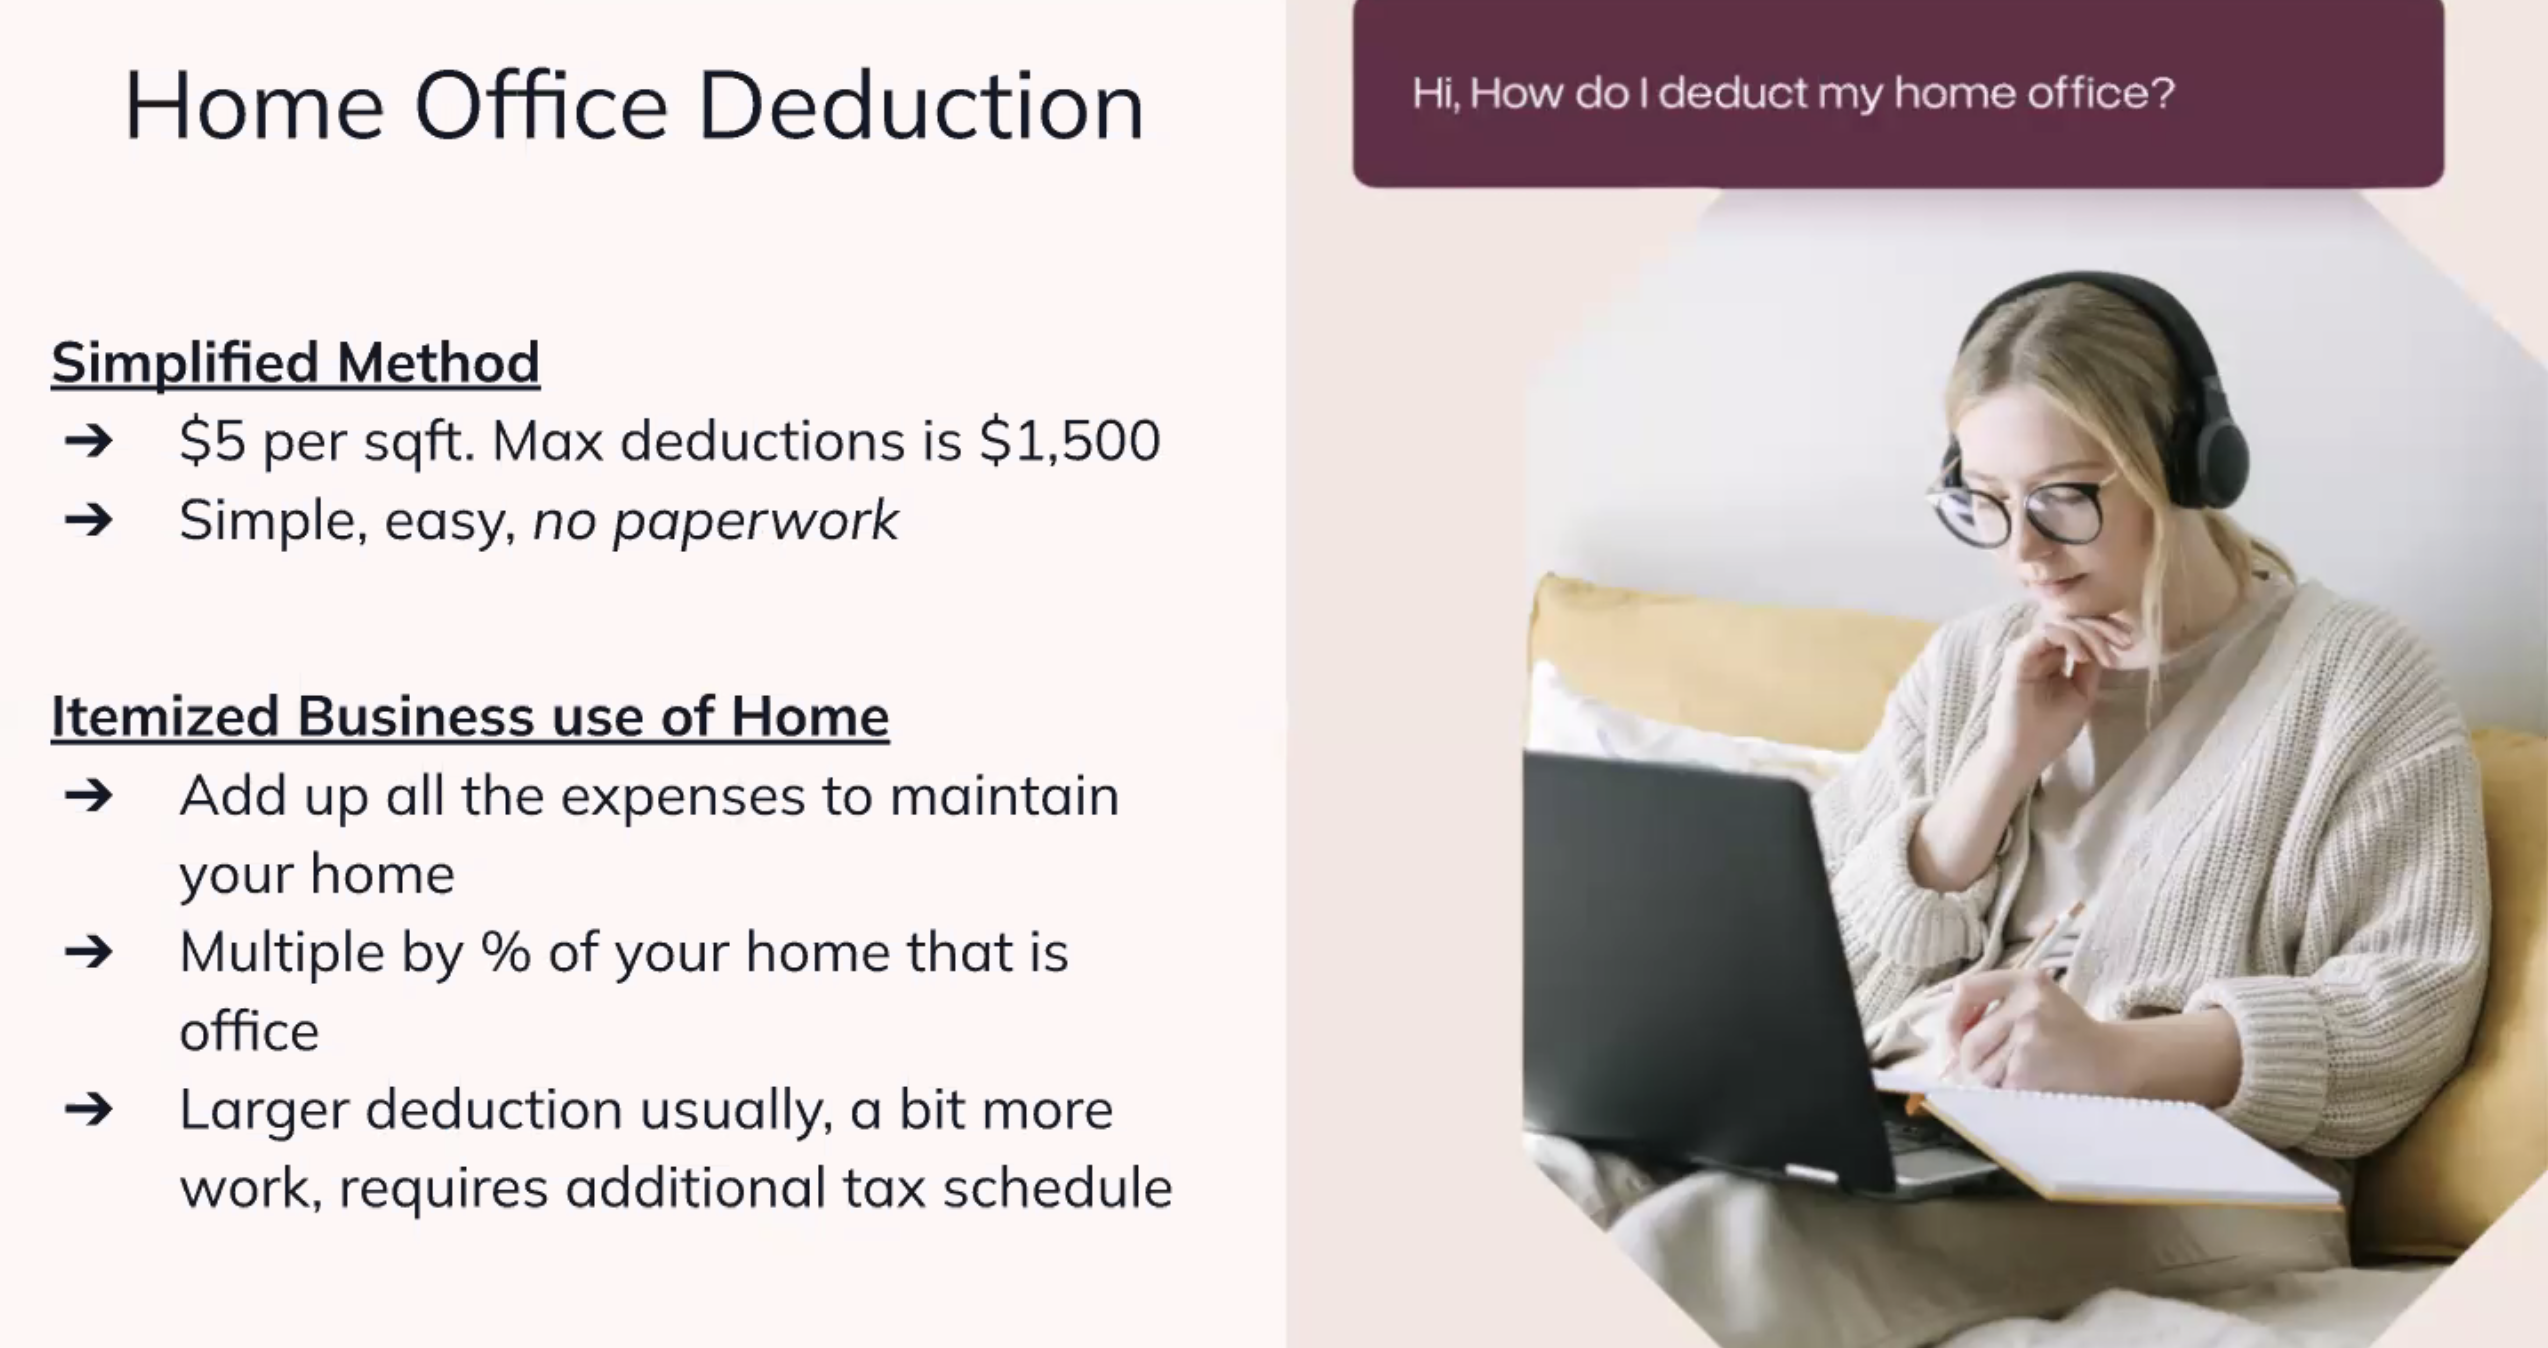 Home Office Deduction
Hi, How do I deduct my home office?
Simplified Method
➔ $5 per sqft. Max deductions is $1,500
➔ Simple, easy, no paperwork
Itemized Business use of Home
➔ Add up all the expenses to maintain
your home
➔ Multiple by % of your home that is
office
➔ Larger deduction usually, a bit more
work, requires additional tax schedule